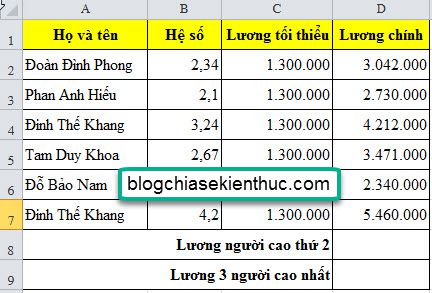 A B C D
1 Họ và tên Hệ số Lương tối thiểu Lương chính
2 Đoàn Đình Phong 2,34 1.300.000 3.042.000
3 Phan Anh Hiếu 2,1 1.300.000 2.730.000
4 Đinh Thế Khang 3,24 1.300.000 4.212.000
5 Tam Duy Khoa 2,67 1.300.000 3.471.000
6 Đỗ Bảo Nam blogchiasekienthuc.com 2.340.000
7 Đinh Thế Khang 4,2 1.300.000 5.460.000
8 Lương người cao thứ 2
9 Lương 3 người cao nhất